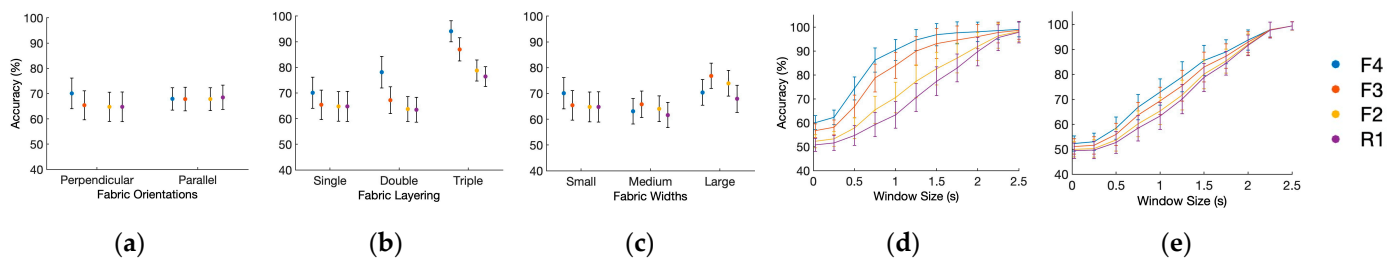 Accuracy (%)
100
90
80
70
60
50
40
Perpendicular Parallel
Fabric Orientations
(a)
100
90
80
70
60
50
40
Single Double Triple
Fabric Layering
(b)
100
90
80
70
60
50
40
Small Medium Large
Fabric Widths
(c)
Accuracy (%)
100
90
80
70
60
50
40
0 0.5 1.0 1.5 2 2.5
Window Size (s)
(d)
100
90
80
70
60
50
40
0 0.5 1.0 1.5 2 2.5
Window Size (s)
(e)
F4
F3
F2
R1